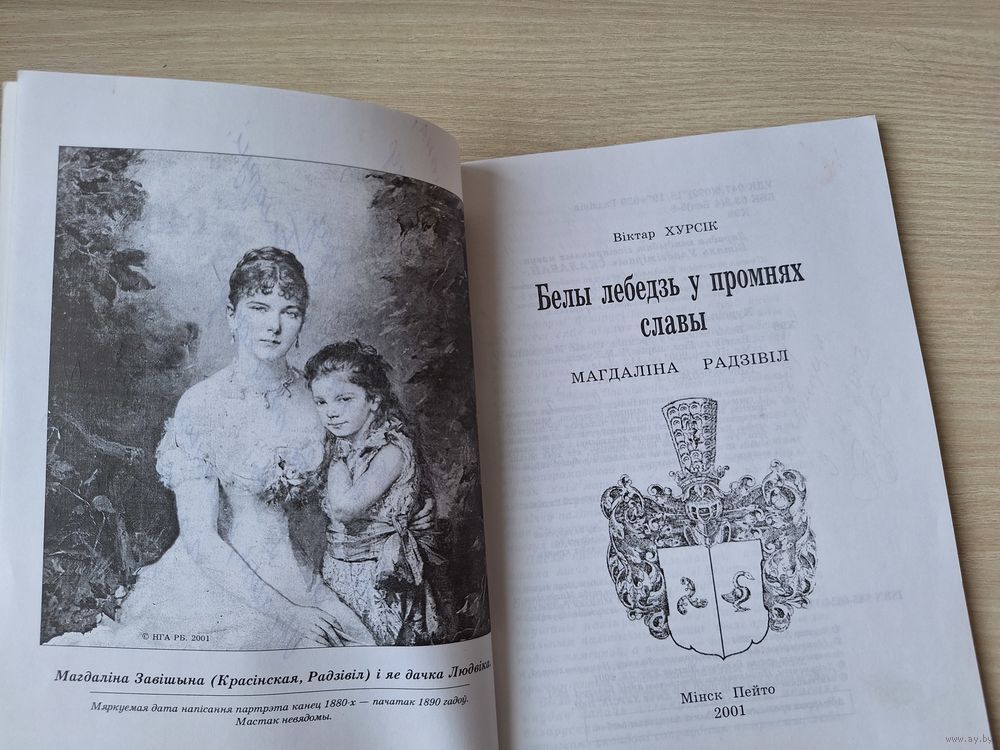 © НГА РБ. 2001
Магдаліна Завішына (Красінская, Радзівіл) і яе дачка Людвіка.
Мяркуемая дата напісання партрэта канец 1880-х — пачатак 1890 гадоў.
Мастак невядомы.
Віктар ХУРСІК
Белы лебедзь у промнях
славы
МАГДАЛІНА РАДЗІВІЛ
Мінск Пейто
2001
www.ay.by